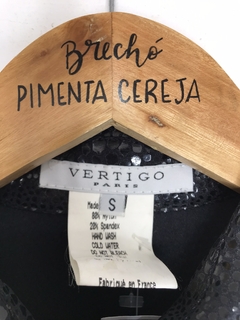 Brechó
PIMENTA CEREJA
VERTIGO
PARIS
S
Made
80% Nylon
20% Spandex
HAND WASH
COLD WATER
DO NOT BLEACH
Fabriqué en France